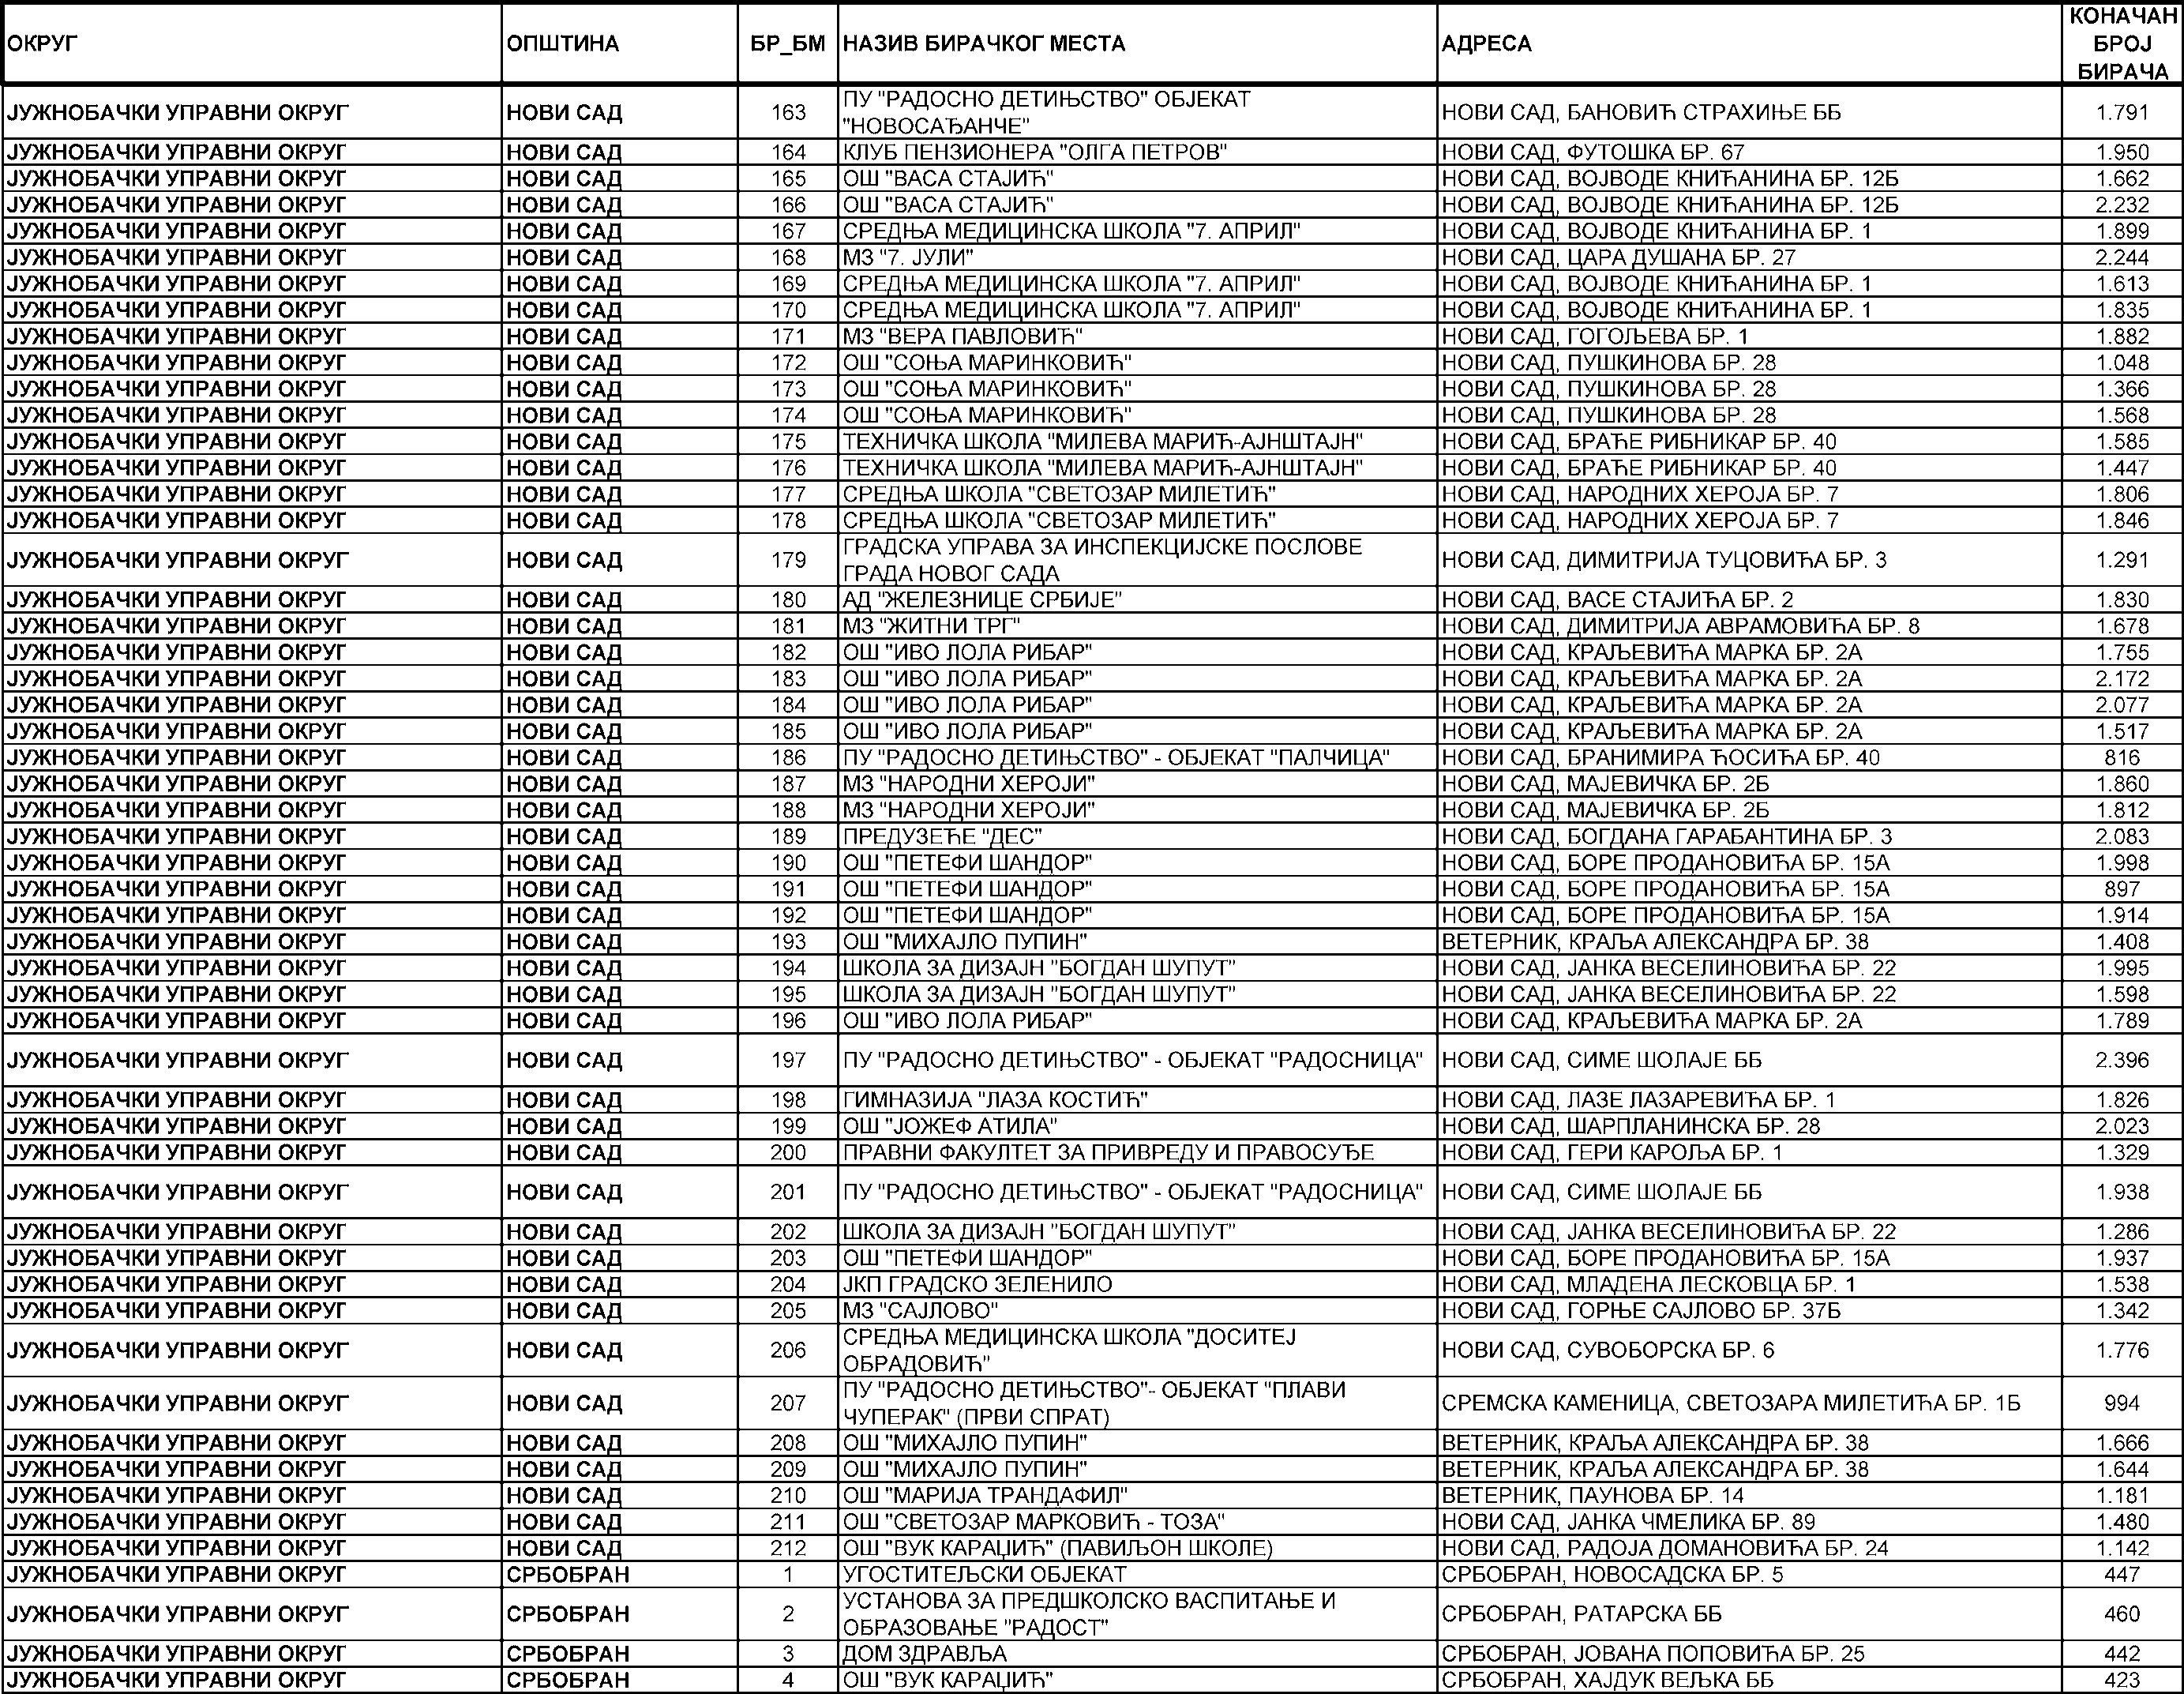 ОКРУГ ОПШТИНА БР_БМ НАЗИВ БИРАЧКОГ МЕСТА АДРЕСА КОНАЧАН БРОЈ БИРАЧА
ЈУЖНОБАЧКИ УПРАВНИ ОКРУГ НОВИ САД 163 ПУ "РАДОСНО ДЕТИЊСТВО" ОБЈЕКАТ "НОВОСАЂАНЧЕ" НОВИ САД, БАНОВИЋ СТРАХИЊЕ ББ 1.791
ЈУЖНОБАЧКИ УПРАВНИ ОКРУГ НОВИ САД 164 КЛУБ ПЕНЗИОНЕРА "ОЛГА ПЕТРОВ" НОВИ САД, ФУТОШКА БР. 67 1.950
ЈУЖНОБАЧКИ УПРАВНИ ОКРУГ НОВИ САД 165 ОШ "ВАСА СТАЈИЋ" НОВИ САД, ВОЈВОДЕ КНИЋАНИНА БР. 12Б 1.662
ЈУЖНОБАЧКИ УПРАВНИ ОКРУГ НОВИ САД 166 ОШ "ВАСА СТАЈИЋ" НОВИ САД, ВОЈВОДЕ КНИЋАНИНА БР. 12Б 2.232
ЈУЖНОБАЧКИ УПРАВНИ ОКРУГ НОВИ САД 167 СРЕДЊА МЕДИЦИНСКА ШКОЛА "7. АПРИЛ" НОВИ САД, ВОЈВОДЕ КНИЋАНИНА БР. 1 1.899
ЈУЖНОБАЧКИ УПРАВНИ ОКРУГ НОВИ САД 168 МЗ "7. ЈУЛИ" НОВИ САД, ЦАРА ДУШАНА БР. 27 2.244
ЈУЖНОБАЧКИ УПРАВНИ ОКРУГ НОВИ САД 169 СРЕДЊА МЕДИЦИНСКА ШКОЛА "7. АПРИЛ" НОВИ САД, ВОЈВОДЕ КНИЋАНИНА БР. 1 1.613
ЈУЖНОБАЧКИ УПРАВНИ ОКРУГ НОВИ САД 170 СРЕДЊА МЕДИЦИНСКА ШКОЛА "7. АПРИЛ" НОВИ САД, ВОЈВОДЕ КНИЋАНИНА БР. 1 1.835
ЈУЖНОБАЧКИ УПРАВНИ ОКРУГ НОВИ САД 171 МЗ "ВЕРА ПАВЛОВИЋ" НОВИ САД, ГОГОЉЕВА БР. 1 1.882
ЈУЖНОБАЧКИ УПРАВНИ ОКРУГ НОВИ САД 172 ОШ "СОЊА МАРИНКОВИЋ" НОВИ САД, ПУШКИНОВА БР. 28 1.048
ЈУЖНОБАЧКИ УПРАВНИ ОКРУГ НОВИ САД 173 ОШ "СОЊА МАРИНКОВИЋ" НОВИ САД, ПУШКИНОВА БР. 28 1.366
ЈУЖНОБАЧКИ УПРАВНИ ОКРУГ НОВИ САД 174 ОШ "СОЊА МАРИНКОВИЋ" НОВИ САД, ПУШКИНОВА БР. 28 1.568
ЈУЖНОБАЧКИ УПРАВНИ ОКРУГ НОВИ САД 175 ТЕХНИЧКА ШКОЛА "МИЛЕВА МАРИЋ-АЈНШТАЈН" НОВИ САД, БРАЋЕ РИБНИКАР БР. 40 1.585
ЈУЖНОБАЧКИ УПРАВНИ ОКРУГ НОВИ САД 176 ТЕХНИЧКА ШКОЛА "МИЛЕВА МАРИЋ-АЈНШТАЈН" НОВИ САД, БРАЋЕ РИБНИКАР БР. 40 1.447
ЈУЖНОБАЧКИ УПРАВНИ ОКРУГ НОВИ САД 177 СРЕДЊА ШКОЛА "СВЕТОЗАР МИЛЕТИЋ" НОВИ САД, НАРОДНИХ ХЕРОЈА БР. 7 1.806
ЈУЖНОБАЧКИ УПРАВНИ ОКРУГ НОВИ САД 178 СРЕДЊА ШКОЛА "СВЕТОЗАР МИЛЕТИЋ" НОВИ САД, НАРОДНИХ ХЕРОЈА БР. 7 1.846
ЈУЖНОБАЧКИ УПРАВНИ ОКРУГ НОВИ САД 179 ГРАДСКА УПРАВА ЗА ИНСПЕКЦИЈСКЕ ПОСЛОВЕ ГРАДА НОВОГ САДА НОВИ САД, ДИМИТРИЈА ТУЦОВИЋА БР. 3 1.291
ЈУЖНОБАЧКИ УПРАВНИ ОКРУГ НОВИ САД 180 АД "ЖЕЛЕЗНИЦЕ СРБИЈЕ" НОВИ САД, ВАСЕ СТАЈИЋА БР. 2 1.830
ЈУЖНОБАЧКИ УПРАВНИ ОКРУГ НОВИ САД 181 МЗ "ЖИТНИ ТРГ" НОВИ САД, ДИМИТРИЈА АВРАМОВИЋА БР. 8 1.678
ЈУЖНОБАЧКИ УПРАВНИ ОКРУГ НОВИ САД 182 ОШ "ИВО ЛОЛА РИБАР" НОВИ САД, КРАЉЕВИЋА МАРКА БР. 2А 1.755
ЈУЖНОБАЧКИ УПРАВНИ ОКРУГ НОВИ САД 183 ОШ "ИВО ЛОЛА РИБАР" НОВИ САД, КРАЉЕВИЋА МАРКА БР. 2А 2.172
ЈУЖНОБАЧКИ УПРАВНИ ОКРУГ НОВИ САД 184 ОШ "ИВО ЛОЛА РИБАР" НОВИ САД, КРАЉЕВИЋА МАРКА БР. 2А 2.077
ЈУЖНОБАЧКИ УПРАВНИ ОКРУГ НОВИ САД 185 ОШ "ИВО ЛОЛА РИБАР" НОВИ САД, КРАЉЕВИЋА МАРКА БР. 2А 1.517
ЈУЖНОБАЧКИ УПРАВНИ ОКРУГ НОВИ САД 186 ПУ "РАДОСНО ДЕТИЊСТВО" - ОБЈЕКАТ "ПАЛЧИЦА" НОВИ САД, БРАНИМИРА ЋОСИЋА БР. 40 816
ЈУЖНОБАЧКИ УПРАВНИ ОКРУГ НОВИ САД 187 МЗ "НАРОДНИ ХЕРОЈИ" НОВИ САД, МАЈЕВИЧКА БР. 2Б 1.860
ЈУЖНОБАЧКИ УПРАВНИ ОКРУГ НОВИ САД 188 МЗ "НАРОДНИ ХЕРОЈИ" НОВИ САД, МАЈЕВИЧКА БР. 2Б 1.812
ЈУЖНОБАЧКИ УПРАВНИ ОКРУГ НОВИ САД 189 ПРЕДУЗЕЋЕ "ДЕС" НОВИ САД, БОГДАНА ГАРАБАНТИНА БР. 3 2.083
ЈУЖНОБАЧКИ УПРАВНИ ОКРУГ НОВИ САД 190 ОШ "ПЕТЕФИ ШАНДОР" НОВИ САД, БОРЕ ПРОДАНОВИЋА БР. 15А 1.998
ЈУЖНОБАЧКИ УПРАВНИ ОКРУГ НОВИ САД 191 ОШ "ПЕТЕФИ ШАНДОР" НОВИ САД, БОРЕ ПРОДАНОВИЋА БР. 15А 897
ЈУЖНОБАЧКИ УПРАВНИ ОКРУГ НОВИ САД 192 ОШ "ПЕТЕФИ ШАНДОР" НОВИ САД, БОРЕ ПРОДАНОВИЋА БР. 15А 1.914
ЈУЖНОБАЧКИ УПРАВНИ ОКРУГ НОВИ САД 193 ОШ "МИХАЈЛО ПУПИН" ВЕТЕРНИК, КРАЉА АЛЕКСАНДРА БР. 38 1.408
ЈУЖНОБАЧКИ УПРАВНИ ОКРУГ НОВИ САД 194 ШКОЛА ЗА ДИЗАЈН "БОГДАН ШУПУТ" НОВИ САД, ЈАНКА ВЕСЕЛИНОВИЋА БР. 22 1.995
ЈУЖНОБАЧКИ УПРАВНИ ОКРУГ НОВИ САД 195 ШКОЛА ЗА ДИЗАЈН "БОГДАН ШУПУТ" НОВИ САД, ЈАНКА ВЕСЕЛИНОВИЋА БР. 22 1.598
ЈУЖНОБАЧКИ УПРАВНИ ОКРУГ НОВИ САД 196 ОШ "ИВО ЛОЛА РИБАР" НОВИ САД, КРАЉЕВИЋА МАРКА БР. 2А 1.789
ЈУЖНОБАЧКИ УПРАВНИ ОКРУГ НОВИ САД 197 ПУ "РАДОСНО ДЕТИЊСТВО" - ОБЈЕКАТ "РАДОСНИЦА" НОВИ САД, СИМЕ ШОЛАЈЕ ББ 2.396
ЈУЖНОБАЧКИ УПРАВНИ ОКРУГ НОВИ САД 198 ГИМНАЗИЈА "ЛАЗА КОСТИЋ" НОВИ САД, ЛАЗЕ ЛАЗАРЕВИЋА БР. 1 1.826
ЈУЖНОБАЧКИ УПРАВНИ ОКРУГ НОВИ САД 199 ОШ "ЈОЖЕФ АТИЛА" НОВИ САД, ШАРПЛАНИНСКА БР. 28 2.023
ЈУЖНОБАЧКИ УПРАВНИ ОКРУГ НОВИ САД 200 ПРАВНИ ФАКУЛТЕТ ЗА ПРИВРЕДУ И ПРАВОСУЂЕ НОВИ САД, ГЕРИ КАРОЉА БР. 1 1.329
ЈУЖНОБАЧКИ УПРАВНИ ОКРУГ НОВИ САД 201 ПУ "РАДОСНО ДЕТИЊСТВО" - ОБЈЕКАТ "РАДОСНИЦА" НОВИ САД, СИМЕ ШОЛАЈЕ ББ 1.938
ЈУЖНОБАЧКИ УПРАВНИ ОКРУГ НОВИ САД 202 ШКОЛА ЗА ДИЗАЈН "БОГДАН ШУПУТ" НОВИ САД, ЈАНКА ВЕСЕЛИНОВИЋА БР. 22 1.286
ЈУЖНОБАЧКИ УПРАВНИ ОКРУГ НОВИ САД 203 ОШ "ПЕТЕФИ ШАНДОР" НОВИ САД, БОРЕ ПРОДАНОВИЋА БР. 15А 1.937
ЈУЖНОБАЧКИ УПРАВНИ ОКРУГ НОВИ САД 204 ЈКП ГРАДСКО ЗЕЛЕНИЛО НОВИ САД, МЛАДЕНА ЛЕСКОВЦА БР. 1 1.538
ЈУЖНОБАЧКИ УПРАВНИ ОКРУГ НОВИ САД 205 МЗ "САЈЛОВО" НОВИ САД, ГОРЊЕ САЈЛОВО БР. 37Б 1.342
ЈУЖНОБАЧКИ УПРАВНИ ОКРУГ НОВИ САД 206 СРЕДЊА МЕДИЦИНСКА ШКОЛА "ДОСИТЕЈ ОБРАДОВИЋ" НОВИ САД, СУВОБОРСКА БР. 6 1.776
ЈУЖНОБАЧКИ УПРАВНИ ОКРУГ НОВИ САД 207 ПУ "РАДОСНО ДЕТИЊСТВО"- ОБЈЕКАТ "ПЛАВИ ЧУПЕРАК" (ПРВИ СПРАТ) СРЕМСКА КАМЕНИЦА, СВЕТОЗАРА МИЛЕТИЋА БР. 1Б 994
ЈУЖНОБАЧКИ УПРАВНИ ОКРУГ НОВИ САД 208 ОШ "МИХАЈЛО ПУПИН" ВЕТЕРНИК, КРАЉА АЛЕКСАНДРА БР. 38 1.666
ЈУЖНОБАЧКИ УПРАВНИ ОКРУГ НОВИ САД 209 ОШ "МИХАЈЛО ПУПИН" ВЕТЕРНИК, КРАЉА АЛЕКСАНДРА БР. 38 1.644
ЈУЖНОБАЧКИ УПРАВНИ ОКРУГ НОВИ САД 210 ОШ "МАРИЈА ТРАНДАФИЛ" ВЕТЕРНИК, ПАУНОВА БР. 14 1.181
ЈУЖНОБАЧКИ УПРАВНИ ОКРУГ НОВИ САД 211 ОШ "СВЕТОЗАР МАРКОВИЋ - ТОЗА" НОВИ САД, ЈАНКА ЧМЕЛИКА БР. 89 1.480
ЈУЖНОБАЧКИ УПРАВНИ ОКРУГ НОВИ САД 212 ОШ "ВУК КАРАЏИЋ" (ПАВИЉОН ШКОЛЕ) НОВИ САД, РАДОЈА ДОМАНОВИЋА БР. 24 1.142
ЈУЖНОБАЧКИ УПРАВНИ ОКРУГ СРБОБРАН 1 УГОСТИТЕЉСКИ ОБЈЕКАТ СРБОБРАН, НОВОСАДСКА БР. 5 447
ЈУЖНОБАЧКИ УПРАВНИ ОКРУГ СРБОБРАН 2 УСТАНОВА ЗА ПРЕДШКОЛСКО ВАСПИТАЊЕ И ОБРАЗОВАЊЕ "РАДОСТ" СРБОБРАН, РАТАРСКА ББ 460
ЈУЖНОБАЧКИ УПРАВНИ ОКРУГ СРБОБРАН 3 ДОМ ЗДРАВЉА СРБОБРАН, ЈОВАНА ПОПОВИЋА БР. 25 442
ЈУЖНОБАЧКИ УПРАВНИ ОКРУГ СРБОБРАН 4 ОШ "ВУК КАРАЏИЋ" СРБОБРАН, ХАЈДУК ВЕЉКА ББ 423